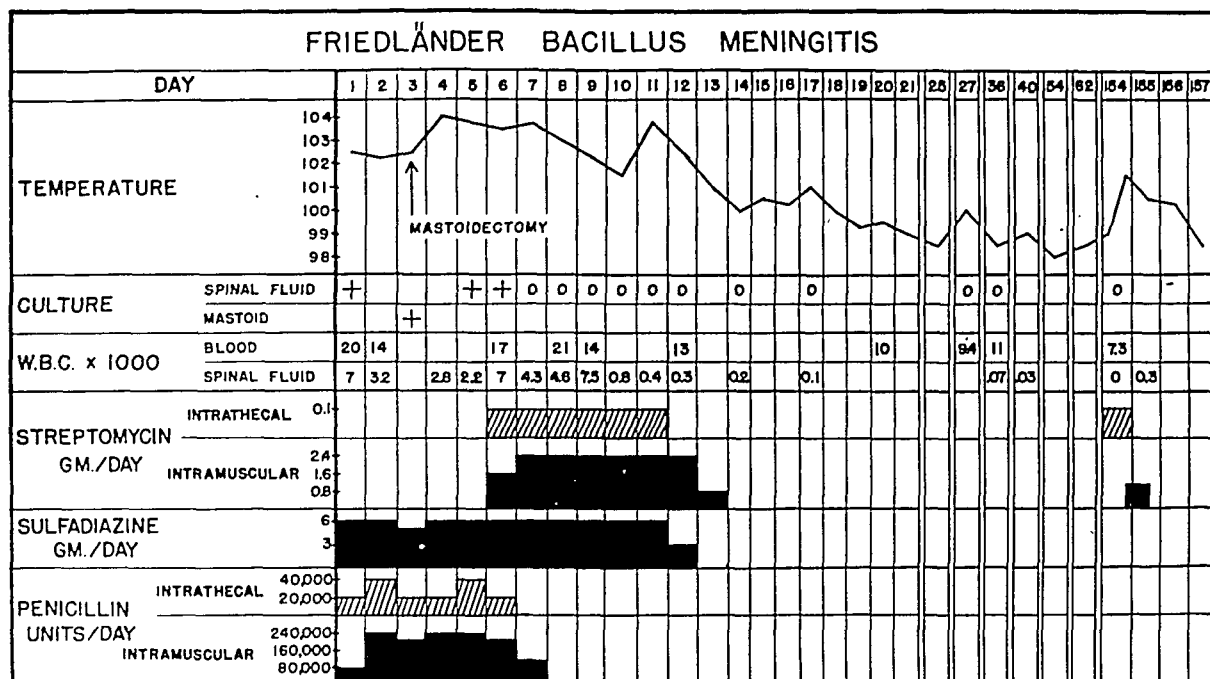 FRIEDLÄNDER BACILLUS MENINGITIS
DAY 1 2 3 4 5 6 7 8 9 10 11 12 13 14 15 16 17 18 19 20 21 25 27 36 40 54 62 154 155 156 157
TEMPERATURE
104
103
102
101
100
99
98
MASTOIDECTOMY
CULTURE
SPINAL FLUID + + + 0 0 0 0 0 0 0 0 0 0 0 -
MASTOID +
W.B.C. x 1000
BLOOD 20 14 17 21 14 13 10 9.4 11 7.3
SPINAL FLUID 7 3.2 2.8 2.2 7 4.3 4.6 7.5 0.8 0.4 0.3 0.2 0.1 .07 .03 0 0.3
STREPTOMYCIN
GM./DAY
INTRATHECAL 0.1
INTRAMUSCULAR
2.4
1.6
0.8
SULFADIAZINE
GM./DAY
6
3
PENICILLIN
UNITS/DAY
INTRATHECAL
40,000
20,000
INTRAMUSCULAR
240,000
160,000
80,000